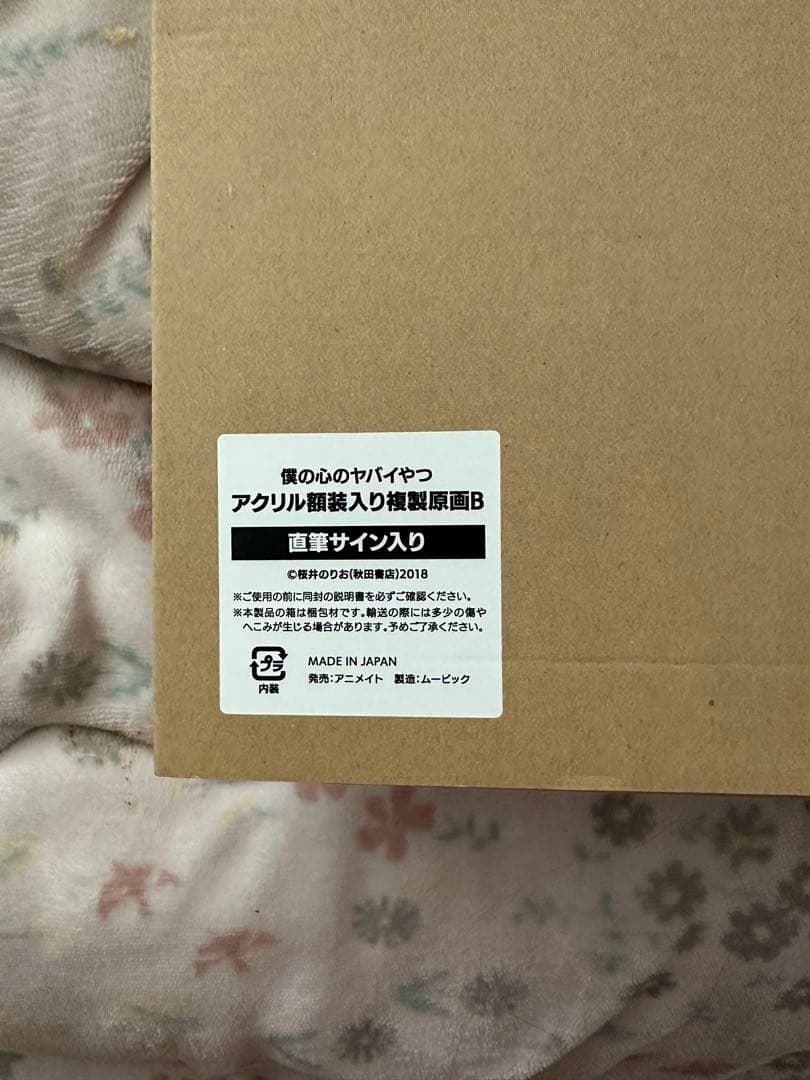 僕の心のヤバイやつ
アクリル額装入り複製原画B
直筆サイン入り
©桜井のりお(秋田書店)2018
※ご使用の前に同封の説明書を必ずご確認ください。
※本製品の箱は梱包材です。輸送の際には多少の傷や
へこみが生じる場合があります。予めご了承ください。
プラ
内装
MADE IN JAPAN
発売:アニメイト 製造:ムービック